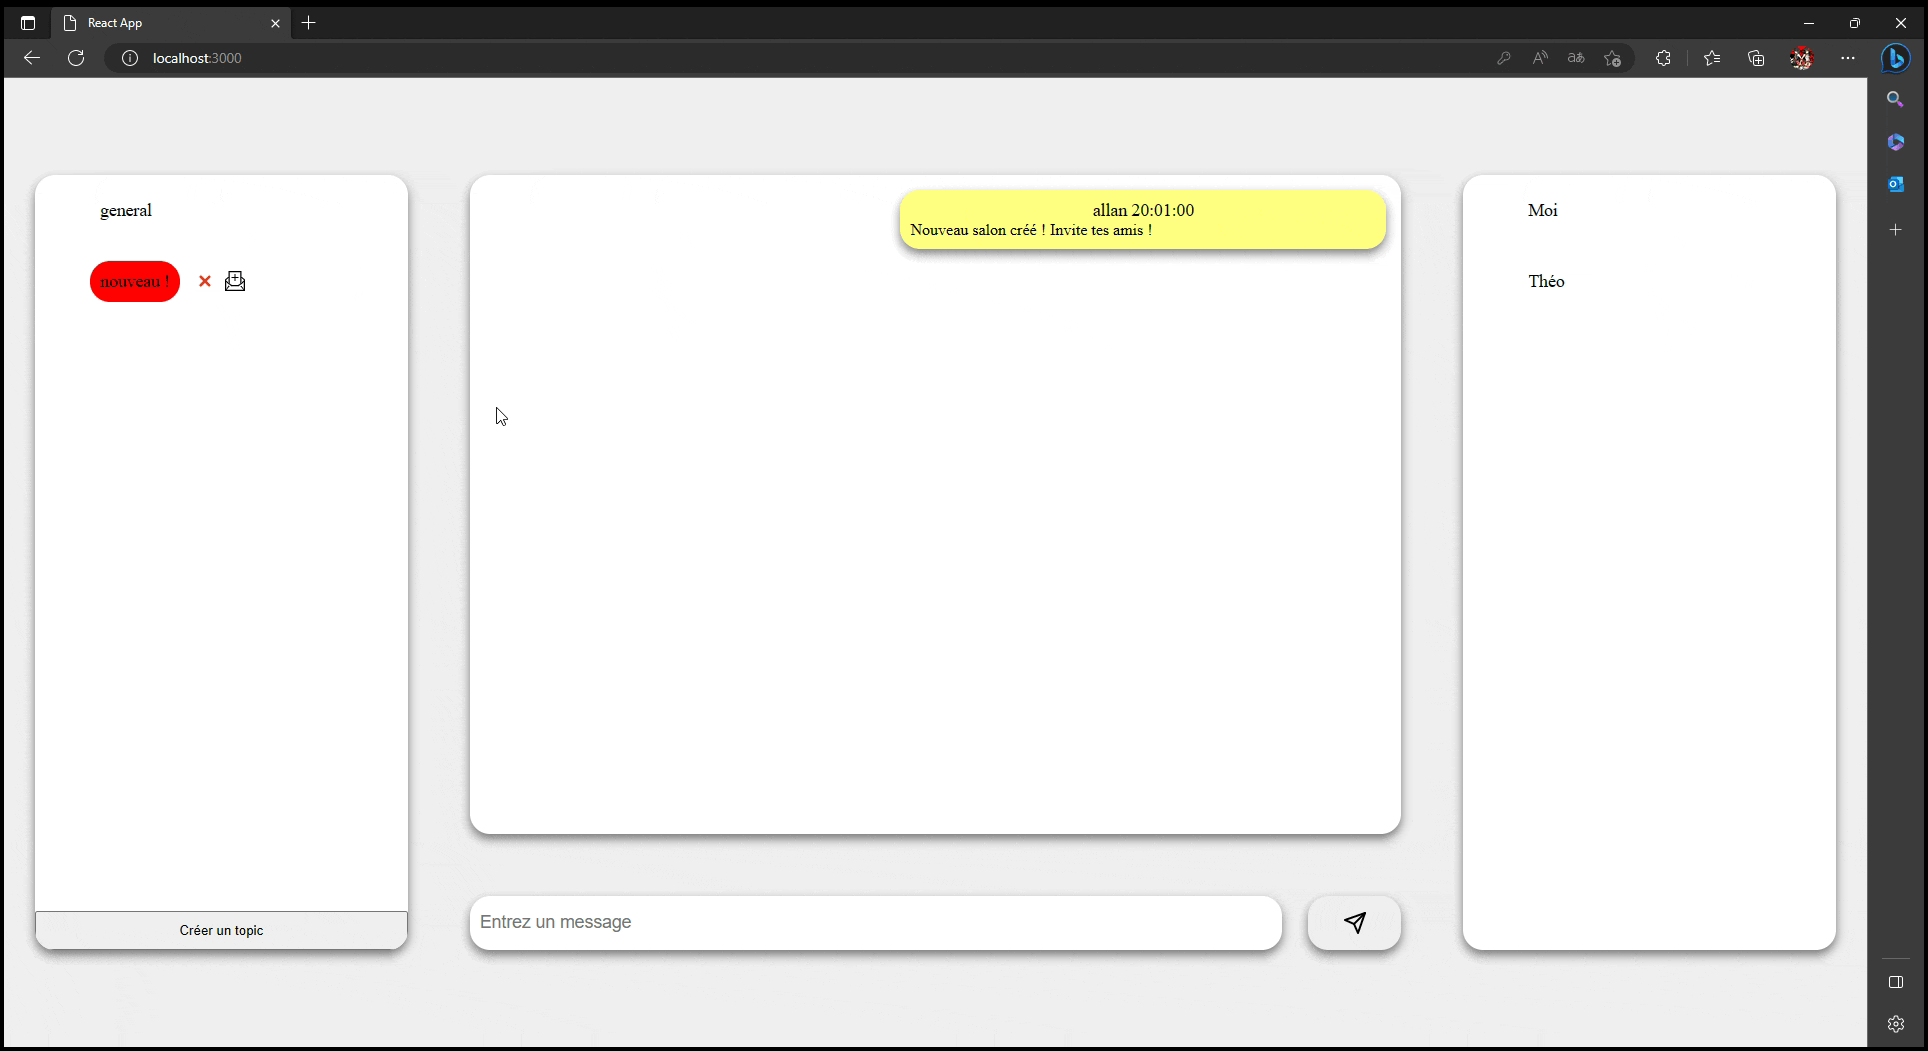 React App
localhost:3000
general
nouveau !
Créer un topic
allan 20:01:00
Nouveau salon créé ! Invite tes amis !
Entrez un message
Moi
Théo